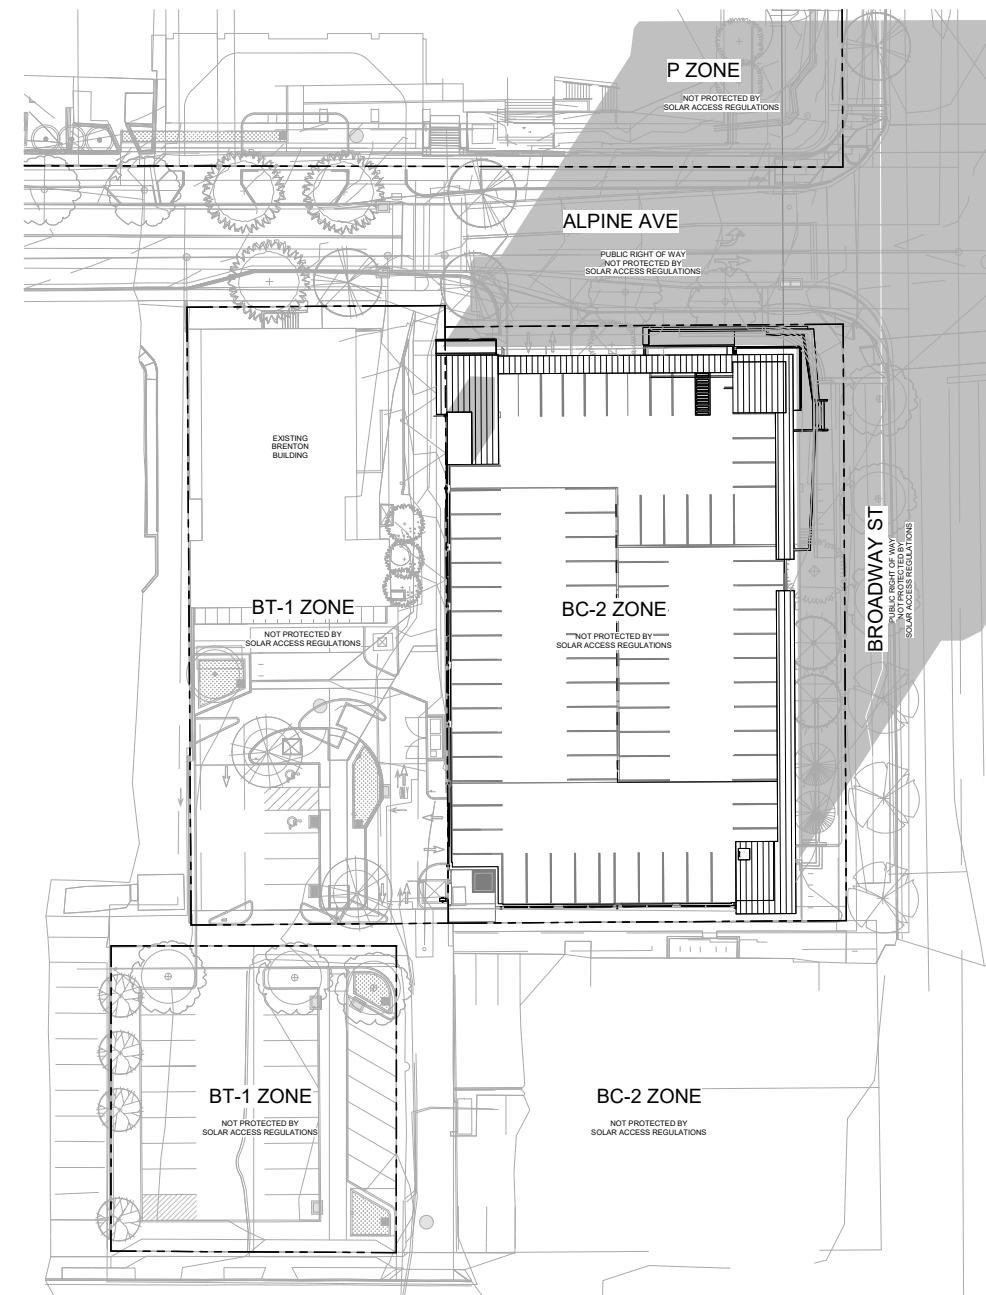 P ZONE
NOT PROTECTED BY
SOLAR ACCESS REGULATIONS
ALPINE AVE
PUBLIC RIGHT OF WAY
NOT PROTECTED BY
SOLAR ACCESS REGULATIONS
EXISTING
BRENTON
BUILDING
BT-1 ZONE
NOT PROTECTED BY
SOLAR ACCESS REGULATIONS
BC-2 ZONE
NOT PROTECTED BY
SOLAR ACCESS REGULATIONS
BROADWAY ST
PUBLIC RIGHT OF WAY
NOT PROTECTED BY
SOLAR ACCESS REGULATIONS
BT-1 ZONE
NOT PROTECTED BY
SOLAR ACCESS REGULATIONS
BC-2 ZONE
NOT PROTECTED BY
SOLAR ACCESS REGULATIONS